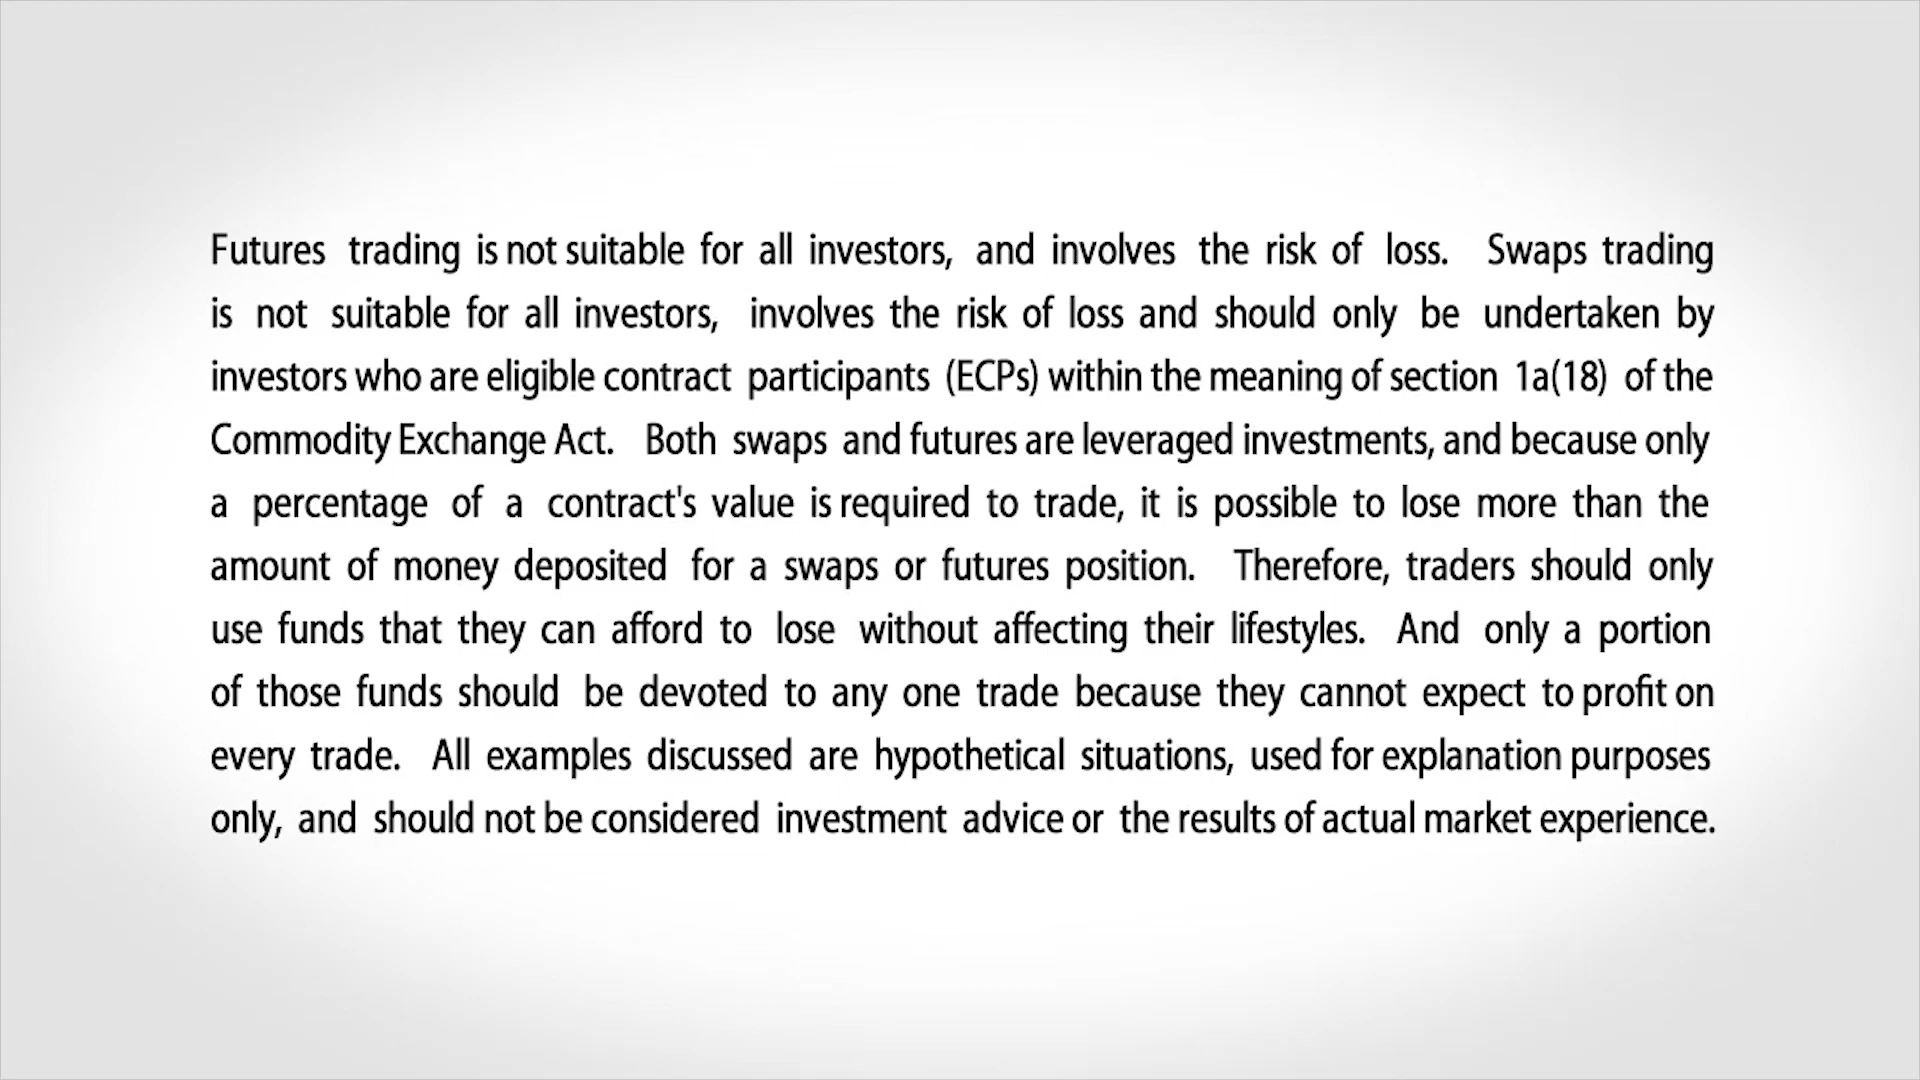 Futures trading is not suitable for all investors, and involves the risk of loss. Swaps trading
is not suitable for all investors, involves the risk of loss and should only be undertaken by
investors who are eligible contract participants (ECPs) within the meaning of section 1a(18) of the
Commodity Exchange Act. Both swaps and futures are leveraged investments, and because only
a percentage of a contract's value is required to trade, it is possible to lose more than the
amount of money deposited for a swaps or futures position. Therefore, traders should only
use funds that they can afford to lose without affecting their lifestyles. And only a portion
of those funds should be devoted to any one trade because they cannot expect to profit on
every trade. All examples discussed are hypothetical situations, used for explanation purposes
only, and should not be considered investment advice or the results of actual market experience.